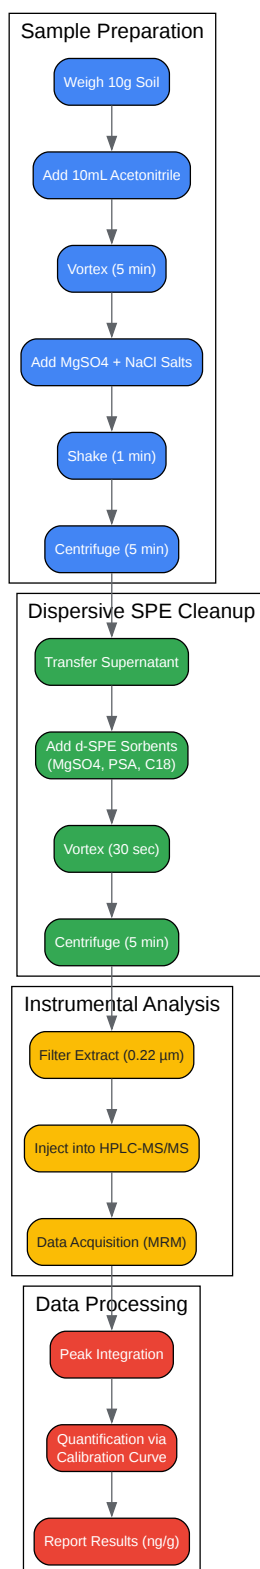 Sample Preparation
Weigh 10g Soil
Add 10mL Acetonitrile
Vortex (5 min)
Add MgSO4 + NaCl Salts
Shake (1 min)
Centrifuge (5 min)
Dispersive SPE Cleanup
Transfer Supernatant
Add d-SPE Sorbents
(MgSO4, PSA, C18)
Vortex (30 sec)
Centrifuge (5 min)
Instrumental Analysis
Filter Extract (0.22 µm)
Inject into HPLC-MS/MS
Data Acquisition (MRM)
Data Processing
Peak Integration
Quantification via
Calibration Curve
Report Results (ng/g)